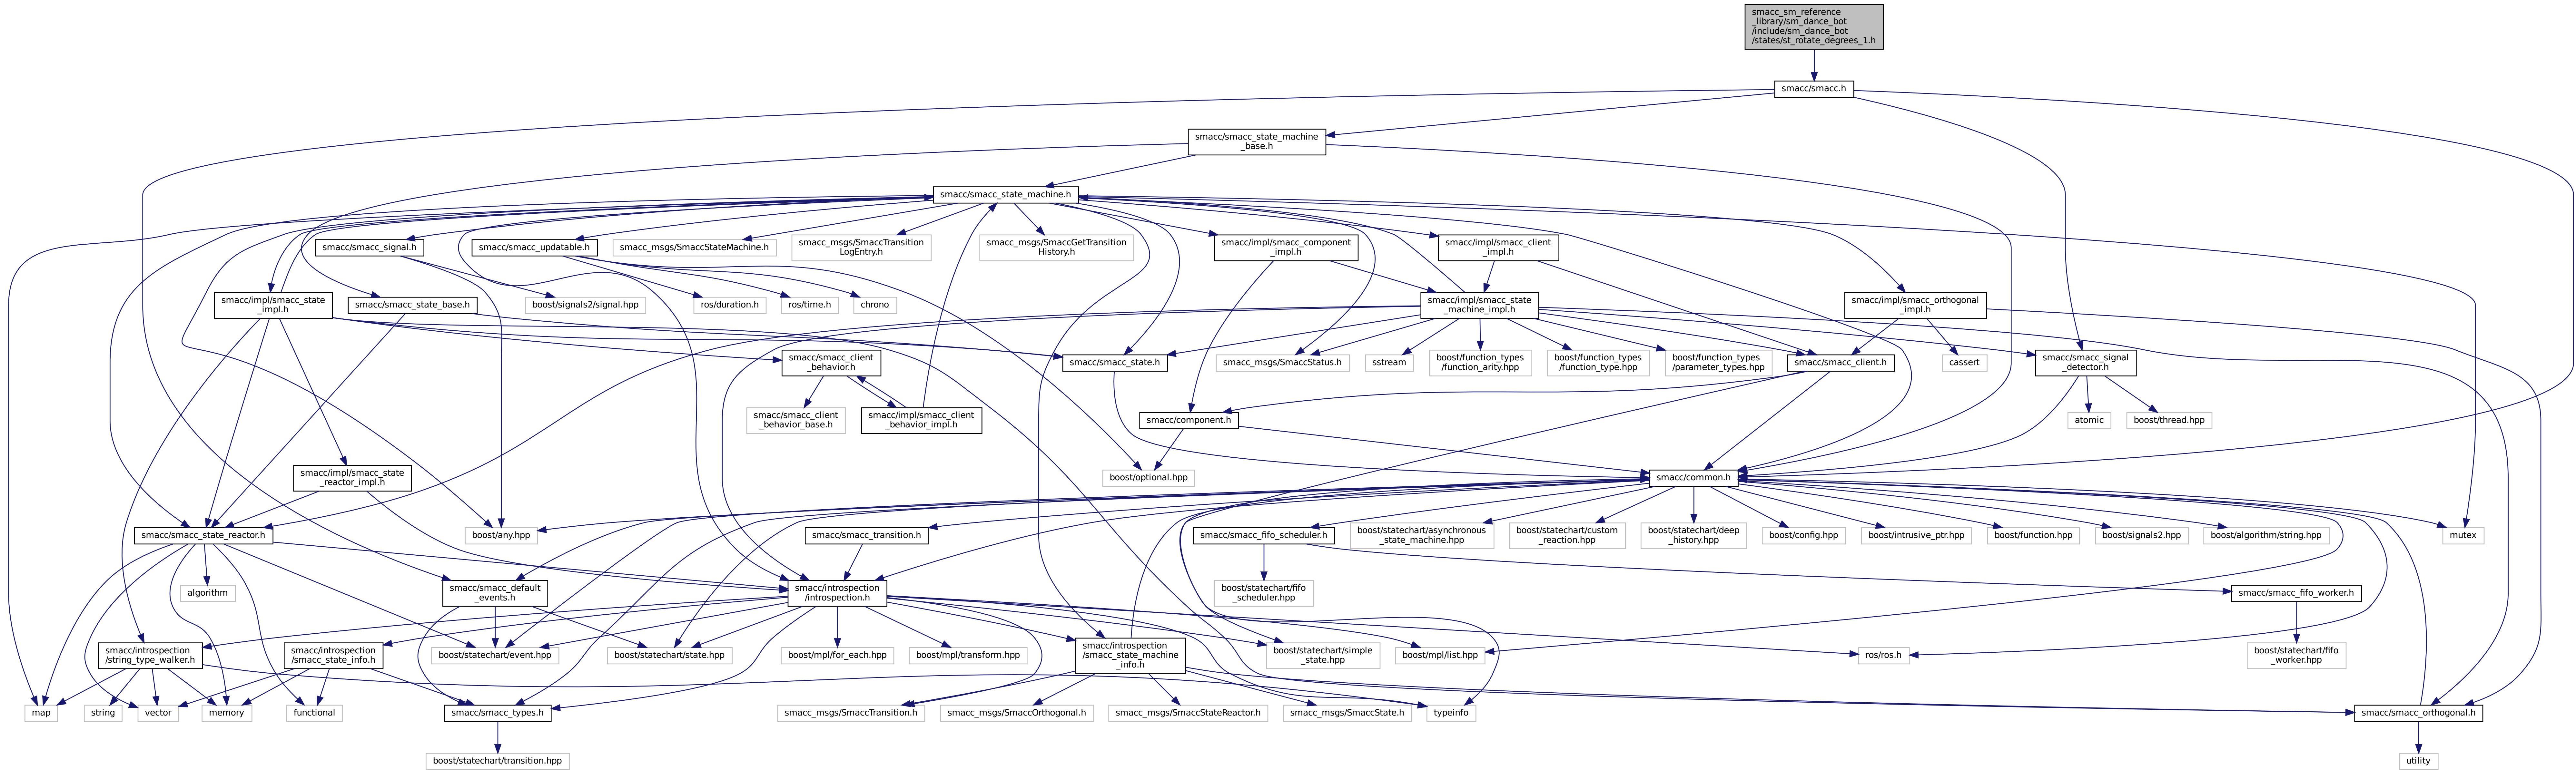 smacc_sm_reference
_library/sm_dance_bot
/include/sm_dance_bot
/states/st_rotate_degrees_1.h
smacc/smacc.h
smacc/smacc_state_machine
_base.h
smacc/smacc_state_machine.h
smacc/smacc_signal.h
smacc/smacc_updatable.h
smacc_msgs/SmaccStateMachine.h
smacc_msgs/SmaccTransition
LogEntry.h
smacc_msgs/SmaccGetTransition
History.h
smacc/impl/smacc_component
_impl.h
smacc/impl/smacc_client
_impl.h
smacc/impl/smacc_state
_impl.h
smacc/smacc_state_base.h
boost/signals2/signal.hpp
ros/duration.h
ros/time.h
chrono
smacc/impl/smacc_state
_machine_impl.h
smacc/impl/smacc_orthogonal
_impl.h
smacc/smacc_client
_behavior.h
smacc/smacc_state.h
smacc_msgs/SmaccStatus.h
sstream
boost/function_types
/function_arity.hpp
boost/function_types
/function_type.hpp
boost/function_types
/parameter_types.hpp
smacc/smacc_client.h
cassert
smacc/smacc_signal
_detector.h
smacc/smacc_client
_behavior_base.h
smacc/impl/smacc_client
_behavior_impl.h
smacc/component.h
atomic
boost/thread.hpp
smacc/impl/smacc_state
_reactor_impl.h
boost/optional.hpp
smacc/common.h
smacc/smacc_state_reactor.h
boost/any.hpp
smacc/smacc_transition.h
smacc/smacc_fifo_scheduler.h
boost/statechart/asynchronous
_state_machine.hpp
boost/statechart/custom
_reaction.hpp
boost/statechart/deep
_history.hpp
boost/config.hpp
boost/intrusive_ptr.hpp
boost/function.hpp
boost/signals2.hpp
boost/algorithm/string.hpp
mutex
algorithm
smacc/smacc_default
_events.h
smacc/introspection
/introspection.h
boost/statechart/fifo
_scheduler.hpp
smacc/smacc_fifo_worker.h
smacc/introspection
/string_type_walker.h
smacc/introspection
/smacc_state_info.h
boost/statechart/event.hpp
boost/statechart/state.hpp
boost/mpl/for_each.hpp
boost/mpl/transform.hpp
smacc/introspection
/smacc_state_machine
_info.h
boost/statechart/simple
_state.hpp
boost/mpl/list.hpp
ros/ros.h
boost/statechart/fifo
_worker.hpp
map
string
vector
memory
functional
smacc/smacc_types.h
smacc_msgs/SmaccTransition.h
smacc_msgs/SmaccOrthogonal.h
smacc_msgs/SmaccStateReactor.h
smacc_msgs/SmaccState.h
typeinfo
smacc/smacc_orthogonal.h
boost/statechart/transition.hpp
utility